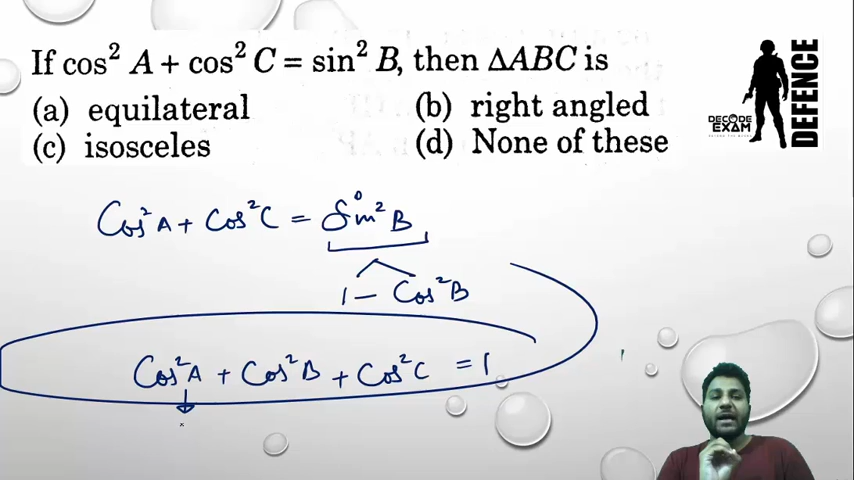 If cos² A + cos² C = sin² B, then ΔABC is
(a) equilateral
(b) right angled
(c) isosceles
(d) None of these
DECODE EXAM
DEFENCE
Cos²A + Cos²C = Sin²B
1 – Cos²B
Cos²A + Cos²B + Cos²C = 1